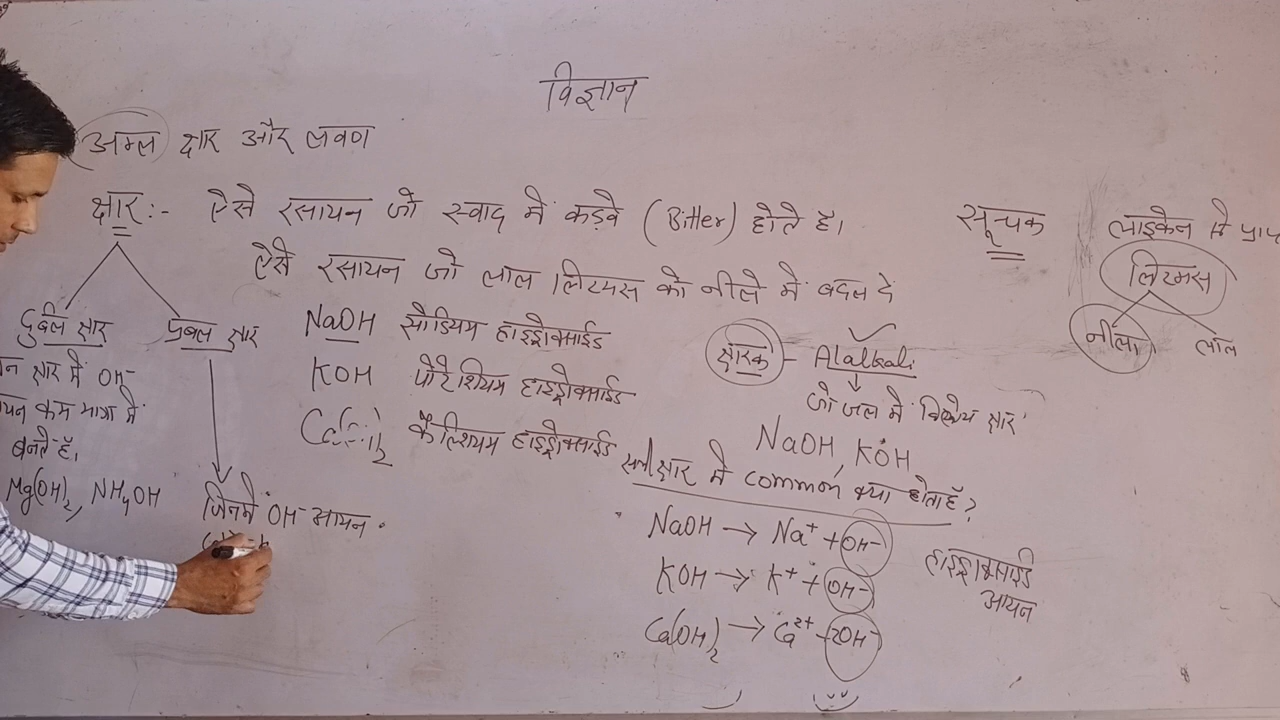 विज्ञान
अम्ल क्षार और लवण
क्षार:- ऐसे रसायन जो स्वाद में कड़वे (Bitter) होते है।
ऐसे रसायन जो लाल लिटमस को नीले में बदल दे
सूचक
लाइकेन से
लिटमस
नीला
लाल
दुर्बल क्षार
प्रबल क्षार
क्षार में OH-
कम मात्रा में
बनते है।
Mg(OH)2, NH4OH
जिनमें OH- आयन
NaOH सोडियम हाइड्रोक्साईड
KOH पोटेशियम हाइड्रोक्साईड
कैल्शियम हाइड्रोक्साईड
क्षारक -
जो जल में विलेय क्षार
NaOH, KOH
सभी क्षार में common क्या होता है?
NaOH → Na+ + OH-
KOH → K+ + OH-
Ca(OH)2 → Ca2+ + 2OH-
हाइड्रोक्साईड
आयन